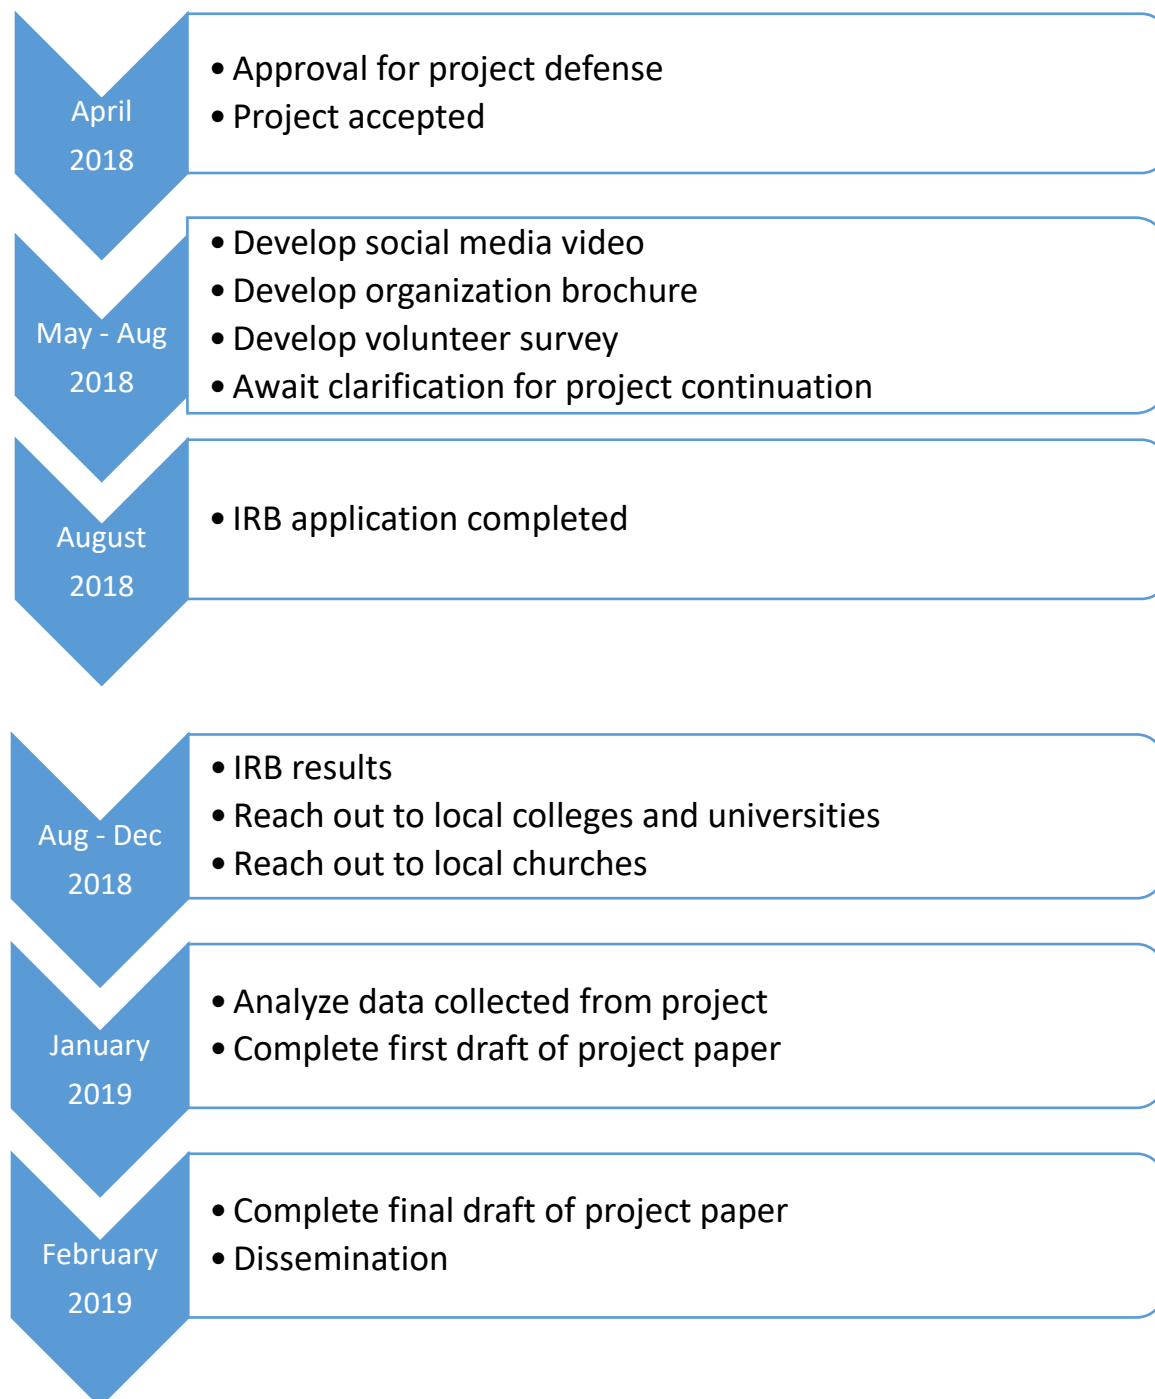 April
2018
• Approval for project defense
• Project accepted
May - Aug
2018
• Develop social media video
• Develop organization brochure
• Develop volunteer survey
• Await clarification for project continuation
August
2018
• IRB application completed
Aug - Dec
2018
• IRB results
• Reach out to local colleges and universities
• Reach out to local churches
January
2019
• Analyze data collected from project
• Complete first draft of project paper
February
2019
• Complete final draft of project paper
• Dissemination